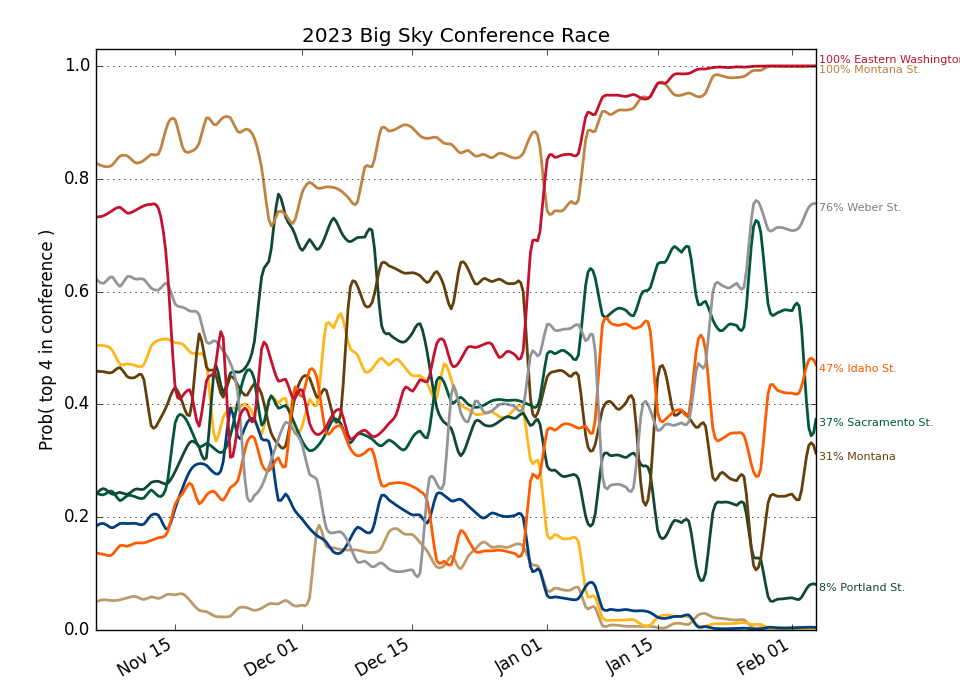 2023 Big Sky Conference Race
Prob( top 4 in conference )
1.0
0.8
0.6
0.4
0.2
0.0
Nov 15
Dec 01
Dec 15
Jan 01
Jan 15
Feb 01
100% Eastern Washington
100% Montana St.
76% Weber St.
47% Idaho St.
37% Sacramento St.
31% Montana
8% Portland St.